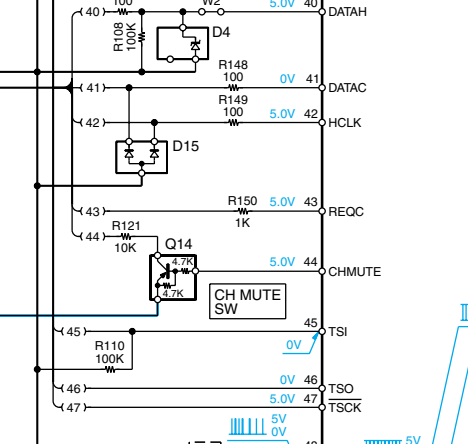 100 W2 5.0V 40 DATAH
40
R108 100K
D4
R148
100 0V 41 DATAC
41
R149
100 5.0V 42 HCLK
42
D15
43 R150 1K 5.0V 43 REQC
44 R121 10K
Q14
4.7K
4.7K
5.0V 44 CHMUTE
CH MUTE
SW
45 45 TSI
0V
R110
100K
46 0V 46 TSO
47 5.0V 47 TSCK
5V
0V
5V